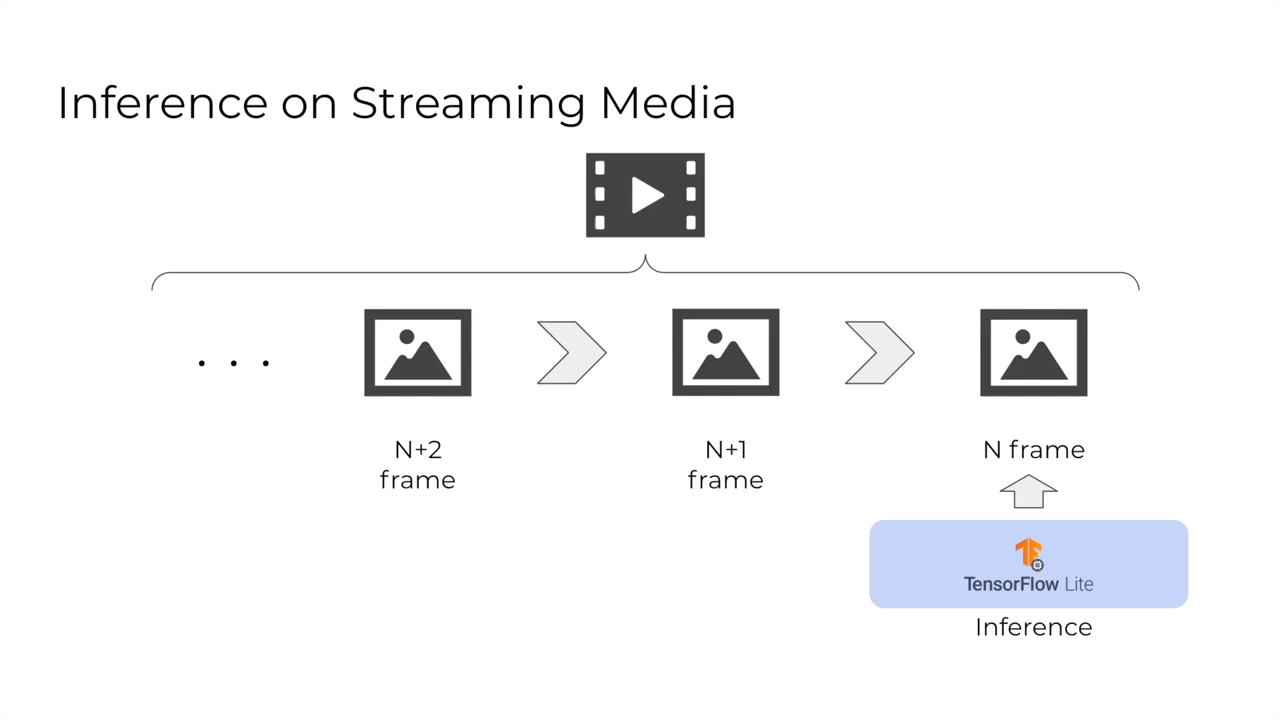 Inference on Streaming Media
. . .
N+2
frame
N+1
frame
N frame
TensorFlow Lite
Inference